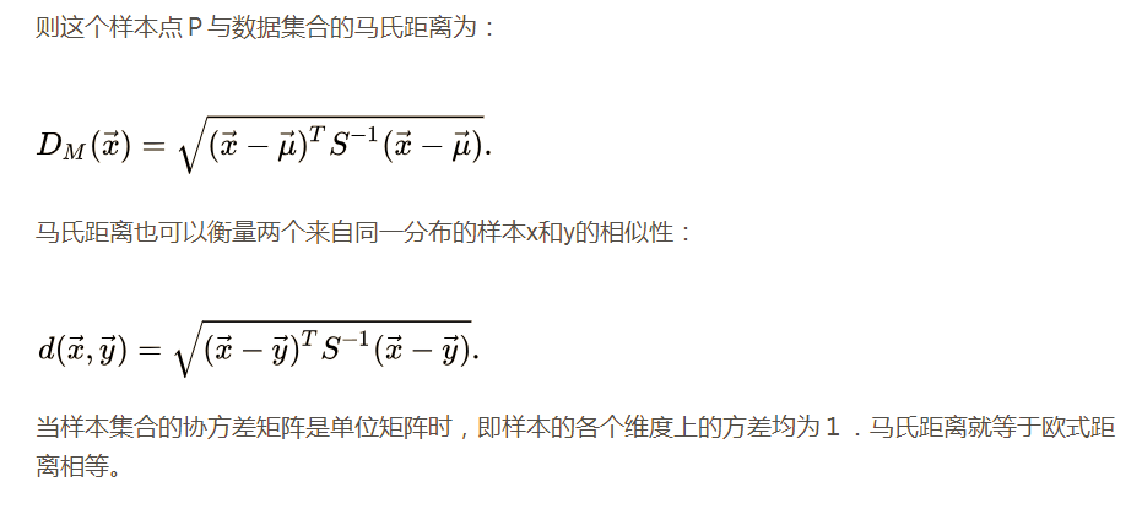 则这个样本点P与数据集合的马氏距离为：
$D_M(\vec{x}) = \sqrt{(\vec{x} - \vec{\mu})^T S^{-1} (\vec{x} - \vec{\mu})}.$
马氏距离也可以衡量两个来自同一分布的样本x和y的相似性：
$d(\vec{x}, \vec{y}) = \sqrt{(\vec{x} - \vec{y})^T S^{-1} (\vec{x} - \vec{y})}.$
当样本集合的协方差矩阵是单位矩阵时，即样本的各个维度上的方差均为１．马氏距离就等于欧式距
离相等。